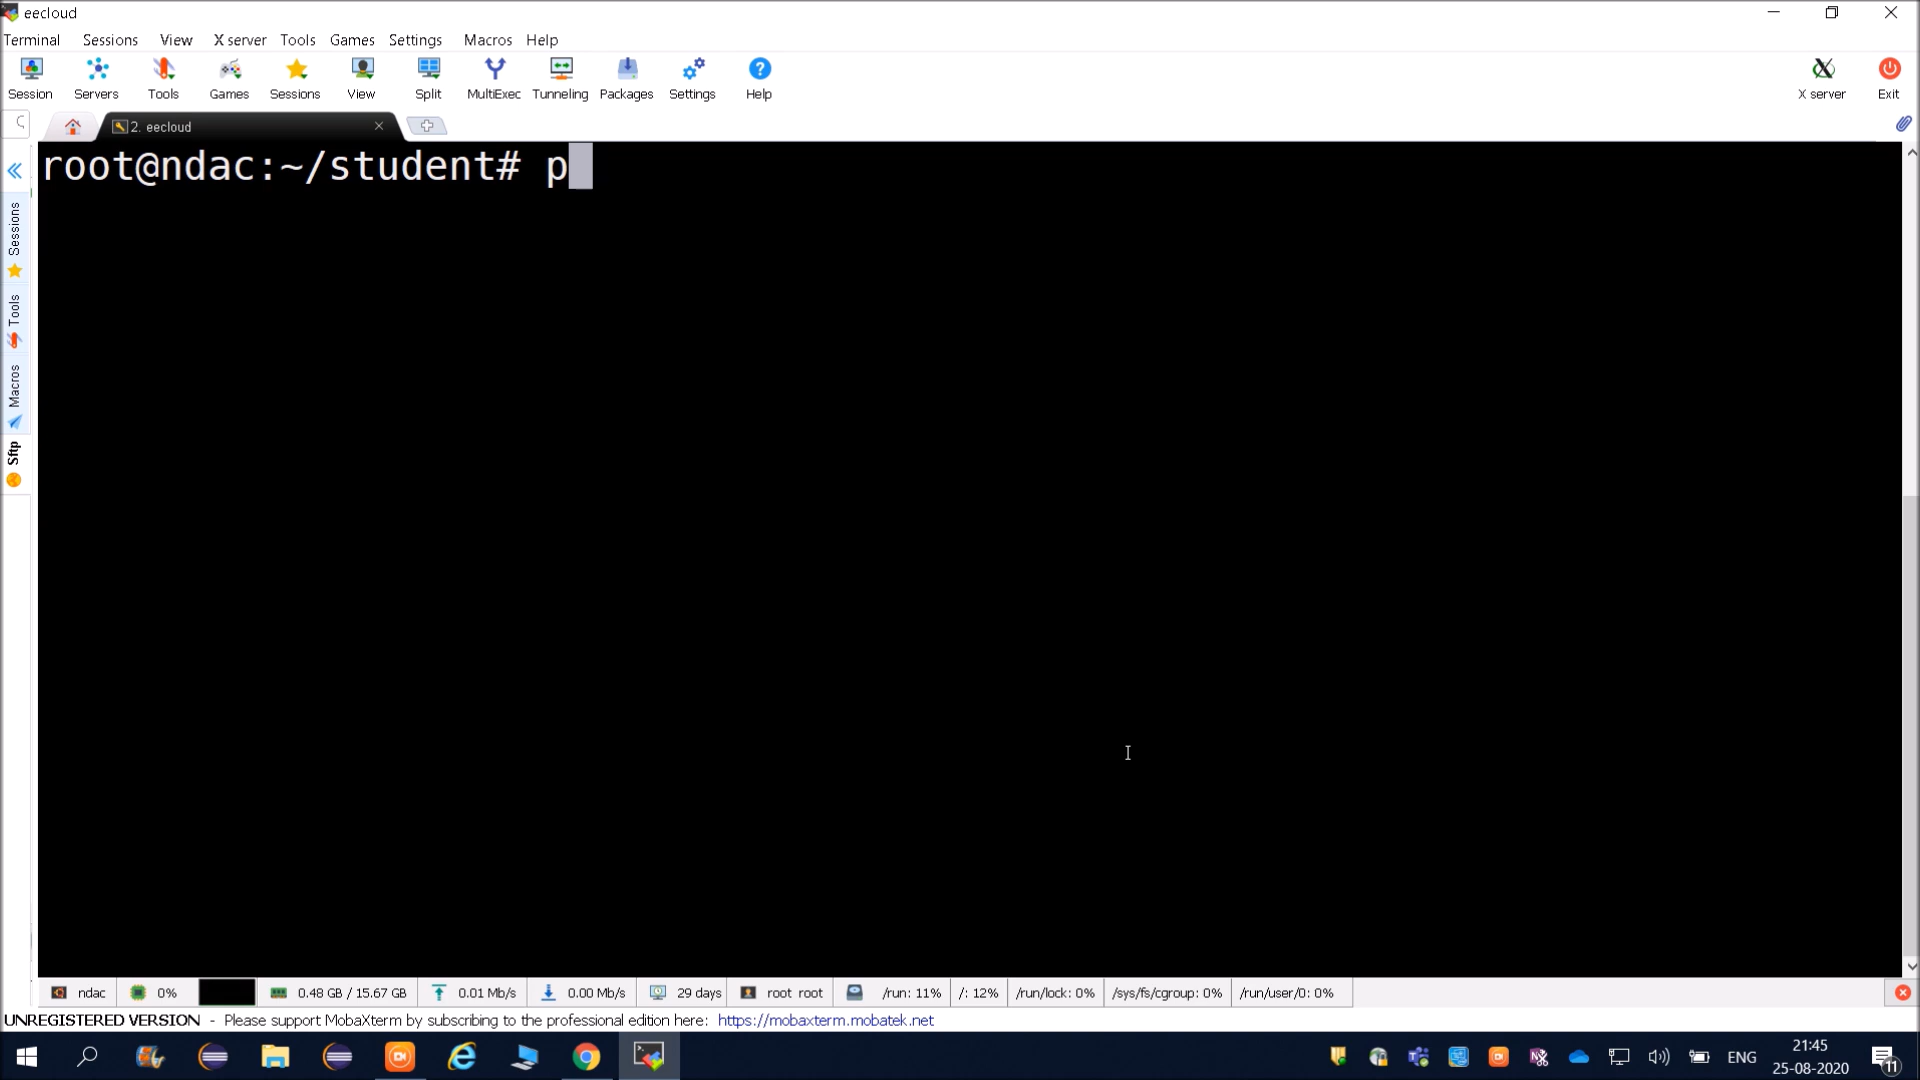 eecloud
Terminal Sessions View X server Tools Games Settings Macros Help
Session Servers Tools Games Sessions View Split MultiExec Tunneling Packages Settings Help X server Exit
2. eecloud
root@ndac:~/student# p
Sessions
Tools
Macros
Sftp
ndac 0% 0.48 GB / 15.67 GB 0.01 Mb/s 0.00 Mb/s 29 days root root /run: 11% /: 12% /run/lock: 0% /sys/fs/cgroup: 0% /run/user/0: 0%
UNREGISTERED VERSION - Please support MobaXterm by subscribing to the professional edition here: https://mobaxterm.mobatek.net
ENG
21:45
25-08-2020
11